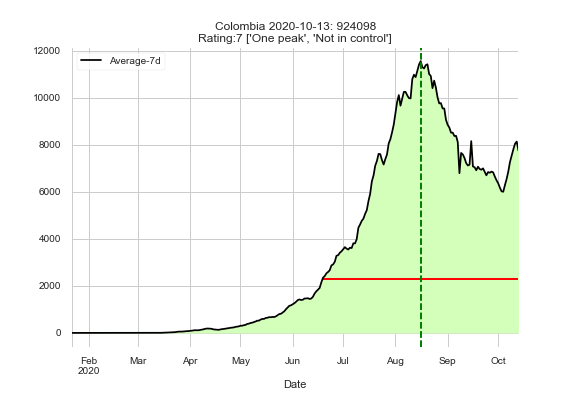 Colombia 2020-10-13: 924098
Rating:7 ['One peak', 'Not in control']
12000
Average-7d
10000
8000
6000
4000
2000
0
Feb Mar Apr May Jun Jul Aug Sep Oct
2020
Date